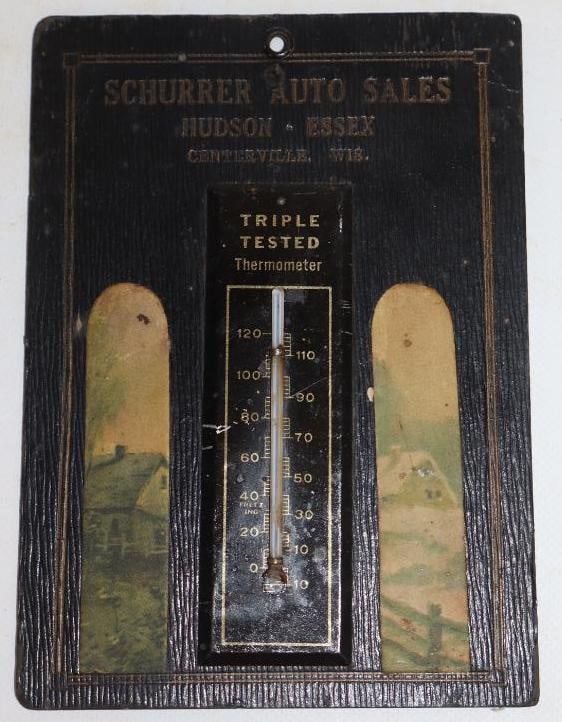 SCHURRER AUTO SALES
HUDSON ESSEX
CENTERVILLE, WIS.
TRIPLE
TESTED
Thermometer
120
110
100
90
80
70
60
50
40
FREEZ
ING
30
20
10
0
10